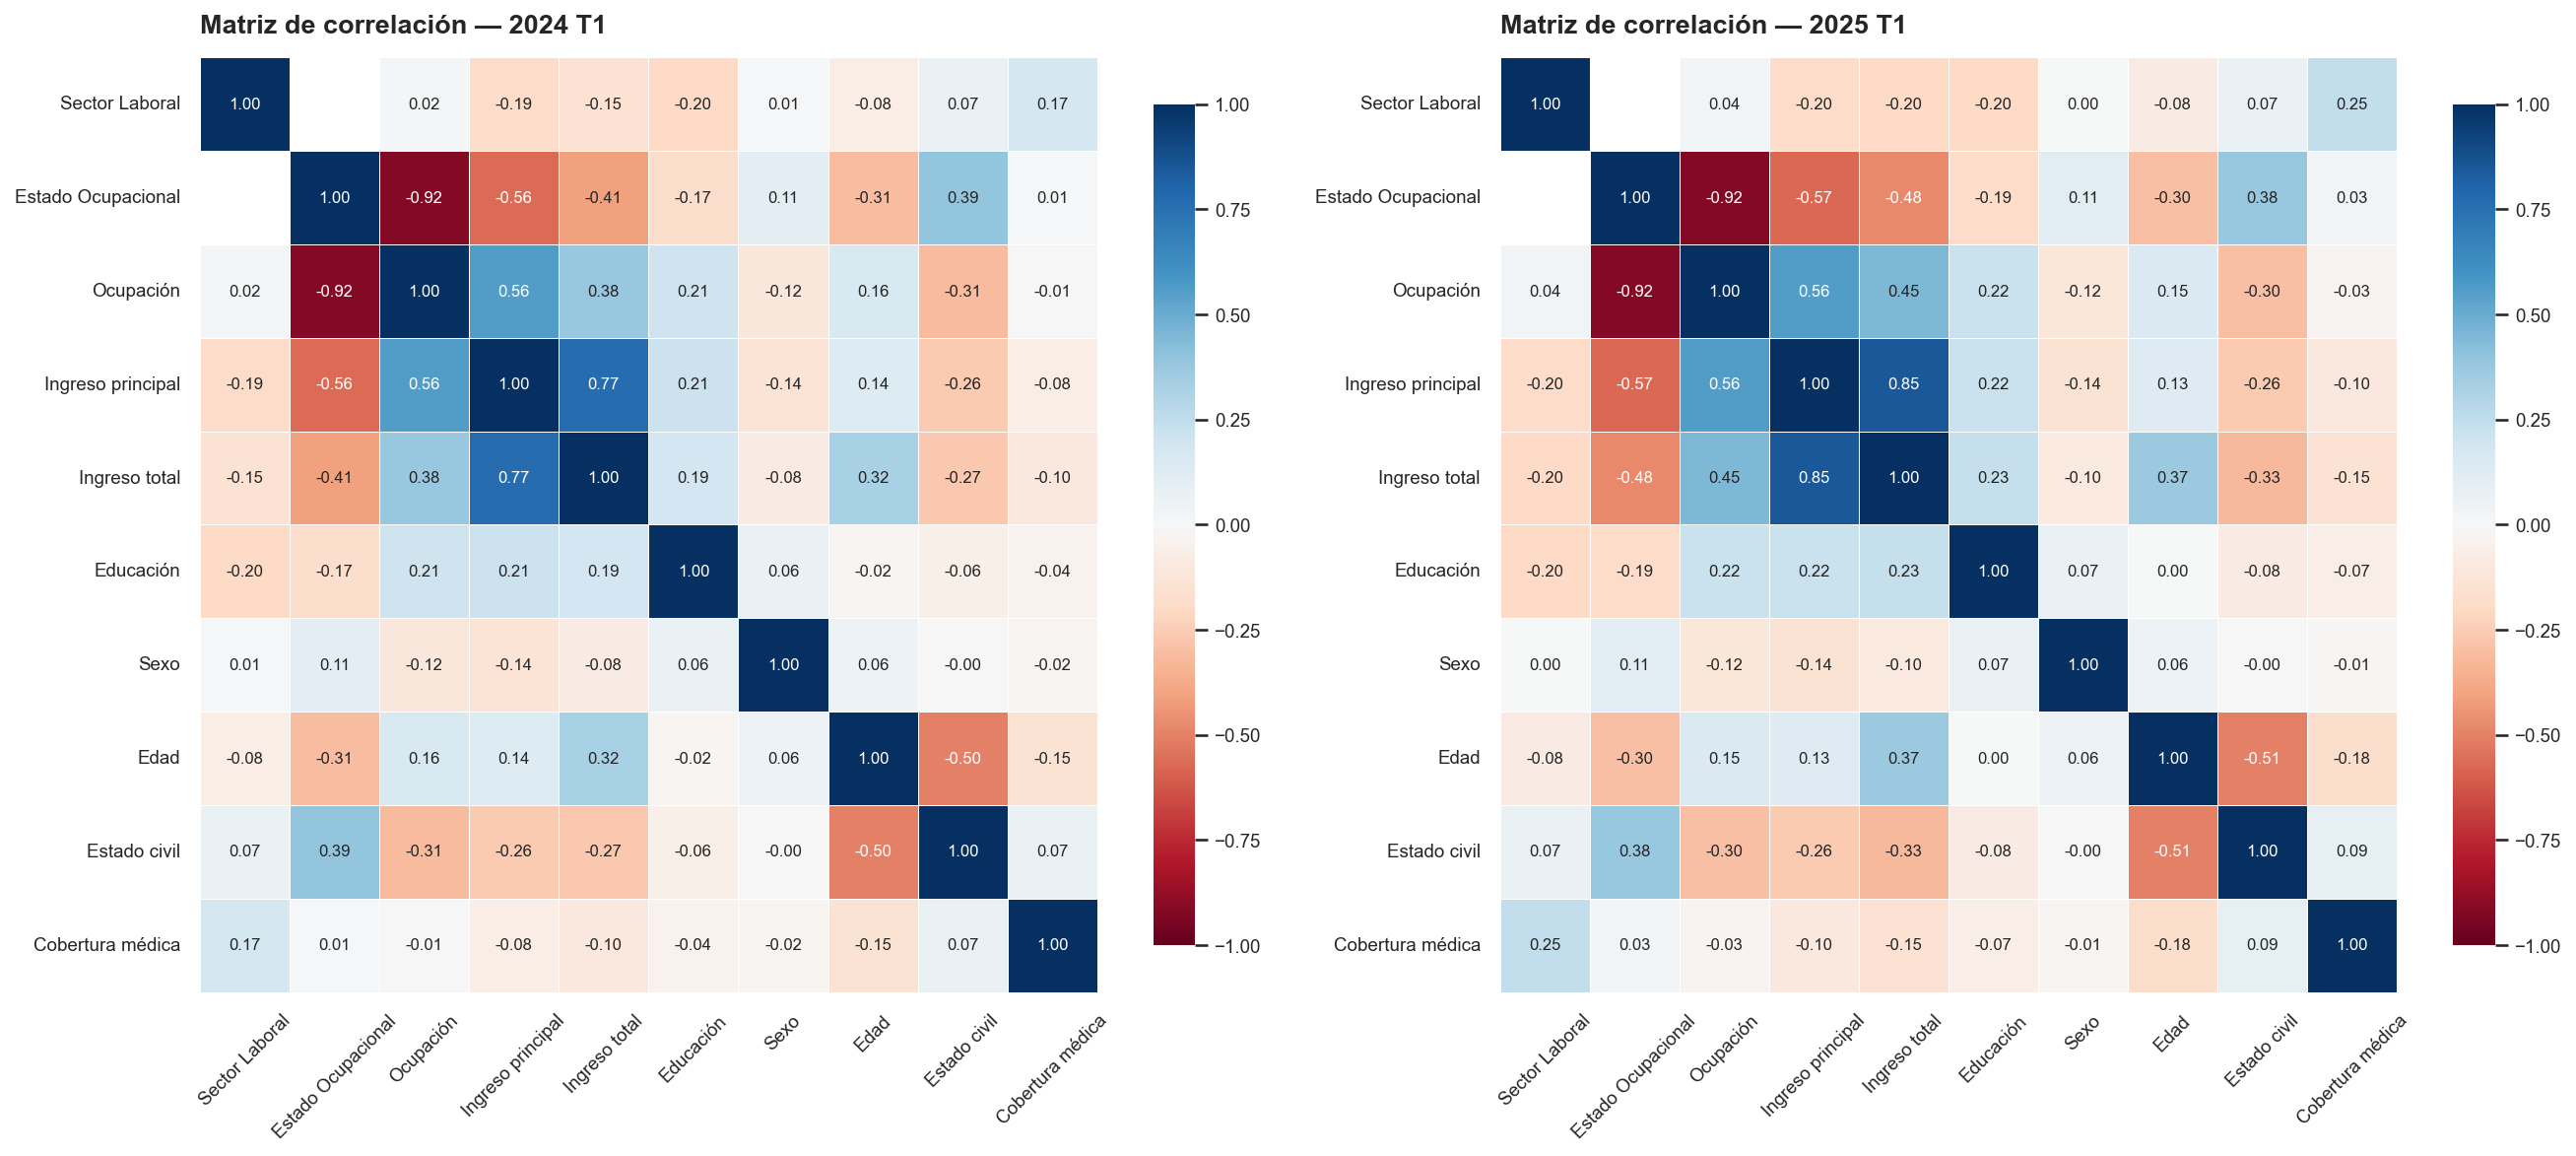 Matriz de correlación — 2024 T1
Sector Laboral 1.00 0.02 -0.19 -0.15 -0.20 0.01 -0.08 0.07 0.17
Estado Ocupacional 1.00 -0.92 -0.56 -0.41 -0.17 0.11 -0.31 0.39 0.01
Ocupación 0.02 -0.92 1.00 0.56 0.38 0.21 -0.12 0.16 -0.31 -0.01
Ingreso principal -0.19 -0.56 0.56 1.00 0.77 0.21 -0.14 0.14 -0.26 -0.08
Ingreso total -0.15 -0.41 0.38 0.77 1.00 0.19 -0.08 0.32 -0.27 -0.10
Educación -0.20 -0.17 0.21 0.21 0.19 1.00 0.06 -0.02 -0.06 -0.04
Sexo 0.01 0.11 -0.12 -0.14 -0.08 0.06 1.00 0.06 -0.00 -0.02
Edad -0.08 -0.31 0.16 0.14 0.32 -0.02 0.06 1.00 -0.50 -0.15
Estado civil 0.07 0.39 -0.31 -0.26 -0.27 -0.06 -0.00 -0.50 1.00 0.07
Cobertura médica 0.17 0.01 -0.01 -0.08 -0.10 -0.04 -0.02 -0.15 0.07 1.00
Sector Laboral
Estado Ocupacional
Ocupación
Ingreso principal
Ingreso total
Educación
Sexo
Edad
Estado civil
Cobertura médica
1.00
0.75
0.50
0.25
0.00
−0.25
−0.50
−0.75
−1.00
Matriz de correlación — 2025 T1
Sector Laboral 1.00 0.04 -0.20 -0.20 -0.20 0.00 -0.08 0.07 0.25
Estado Ocupacional 1.00 -0.92 -0.57 -0.48 -0.19 0.11 -0.30 0.38 0.03
Ocupación 0.04 -0.92 1.00 0.56 0.45 0.22 -0.12 0.15 -0.30 -0.03
Ingreso principal -0.20 -0.57 0.56 1.00 0.85 0.22 -0.14 0.13 -0.26 -0.10
Ingreso total -0.20 -0.48 0.45 0.85 1.00 0.23 -0.10 0.37 -0.33 -0.15
Educación -0.20 -0.19 0.22 0.22 0.23 1.00 0.07 0.00 -0.08 -0.07
Sexo 0.00 0.11 -0.12 -0.14 -0.10 0.07 1.00 0.06 -0.00 -0.01
Edad -0.08 -0.30 0.15 0.13 0.37 0.00 0.06 1.00 -0.51 -0.18
Estado civil 0.07 0.38 -0.30 -0.26 -0.33 -0.08 -0.00 -0.51 1.00 0.09
Cobertura médica 0.25 0.03 -0.03 -0.10 -0.15 -0.07 -0.01 -0.18 0.09 1.00
Sector Laboral
Estado Ocupacional
Ocupación
Ingreso principal
Ingreso total
Educación
Sexo
Edad
Estado civil
Cobertura médica
1.00
0.75
0.50
0.25
0.00
−0.25
−0.50
−0.75
−1.00